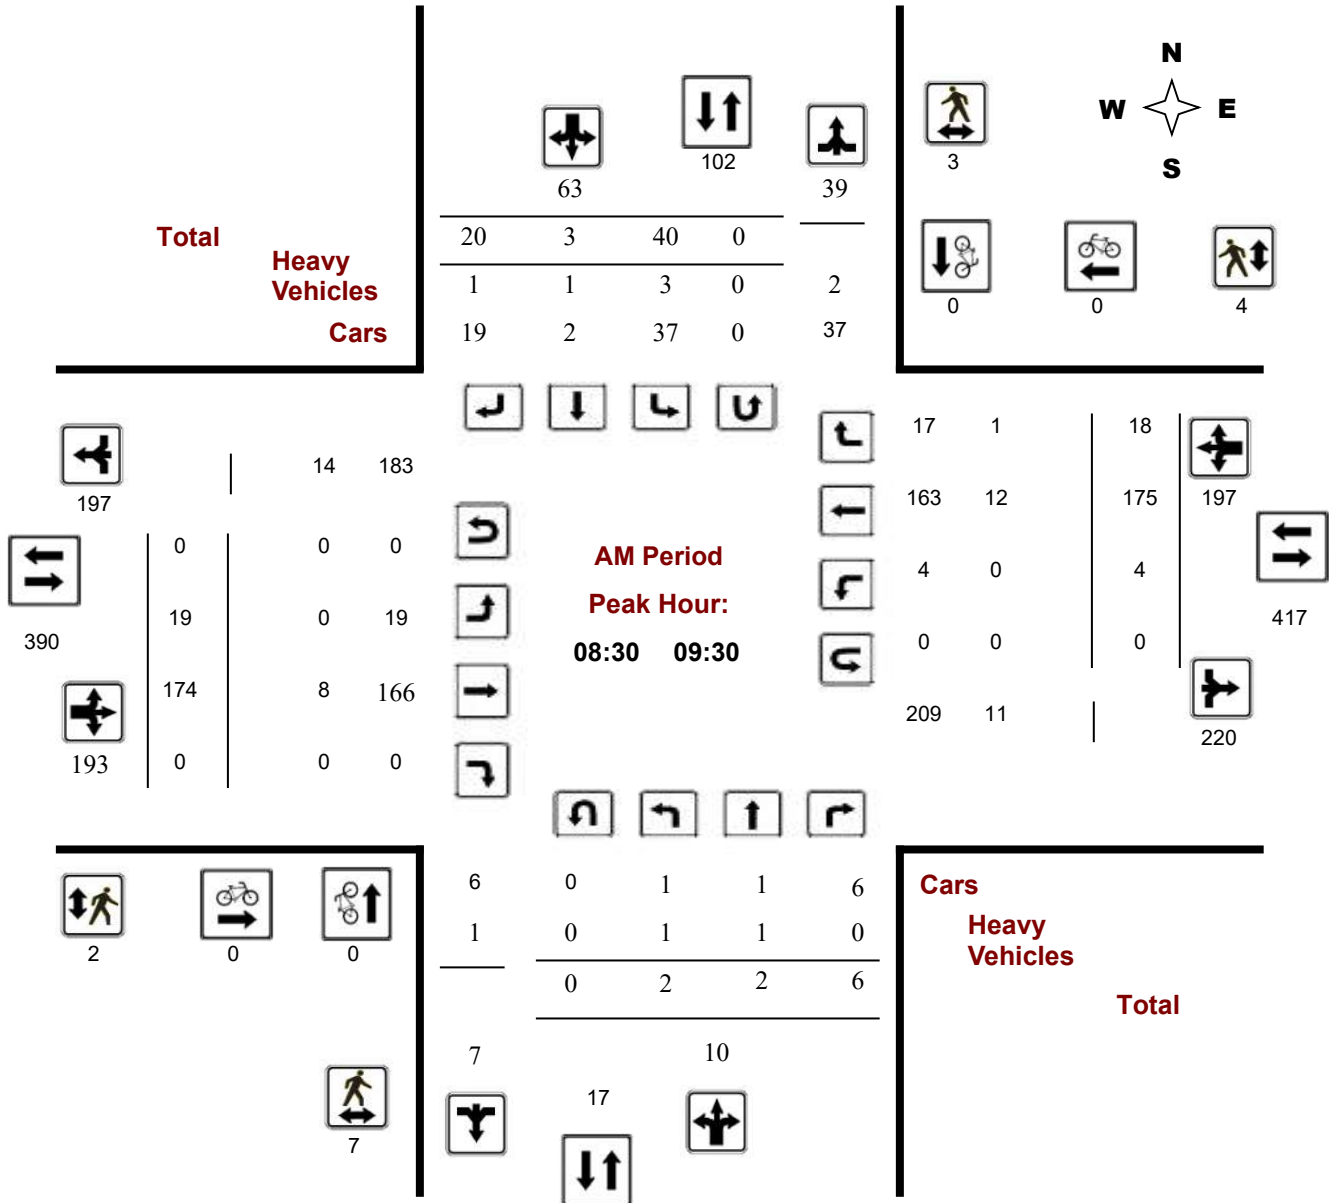 N
W E
S
102
3
63
39
Total
20 3 40 0
Heavy
Vehicles
1 1 3 0 2
Cars
19 2 37 0 37
0 0 4
17 1 18
14 183
197
163 12 175 197
0 0 0
AM Period
4 0 4
Peak Hour:
19 0 19
417
390
08:30 09:30
0 0 0
174 8 166
209 11
220
193 0 0 0
6 0 1 1 6
Cars
1 0 1 1 0
Heavy
Vehicles
2 0 0
0 2 2 6
Total
7 10
17
7